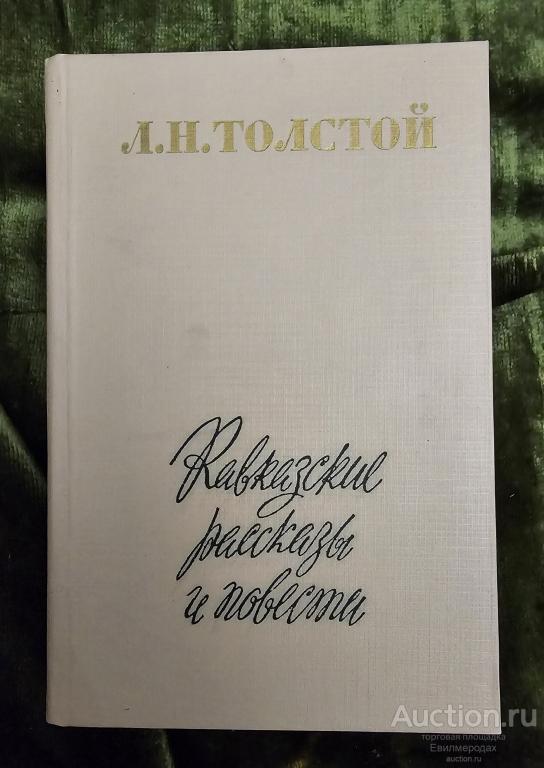 Л.Н.ТОЛСТОЙ
Кавказские
рассказы
и повести
Auction.ru
торговая площадка
Евилмеродах
auction.ru